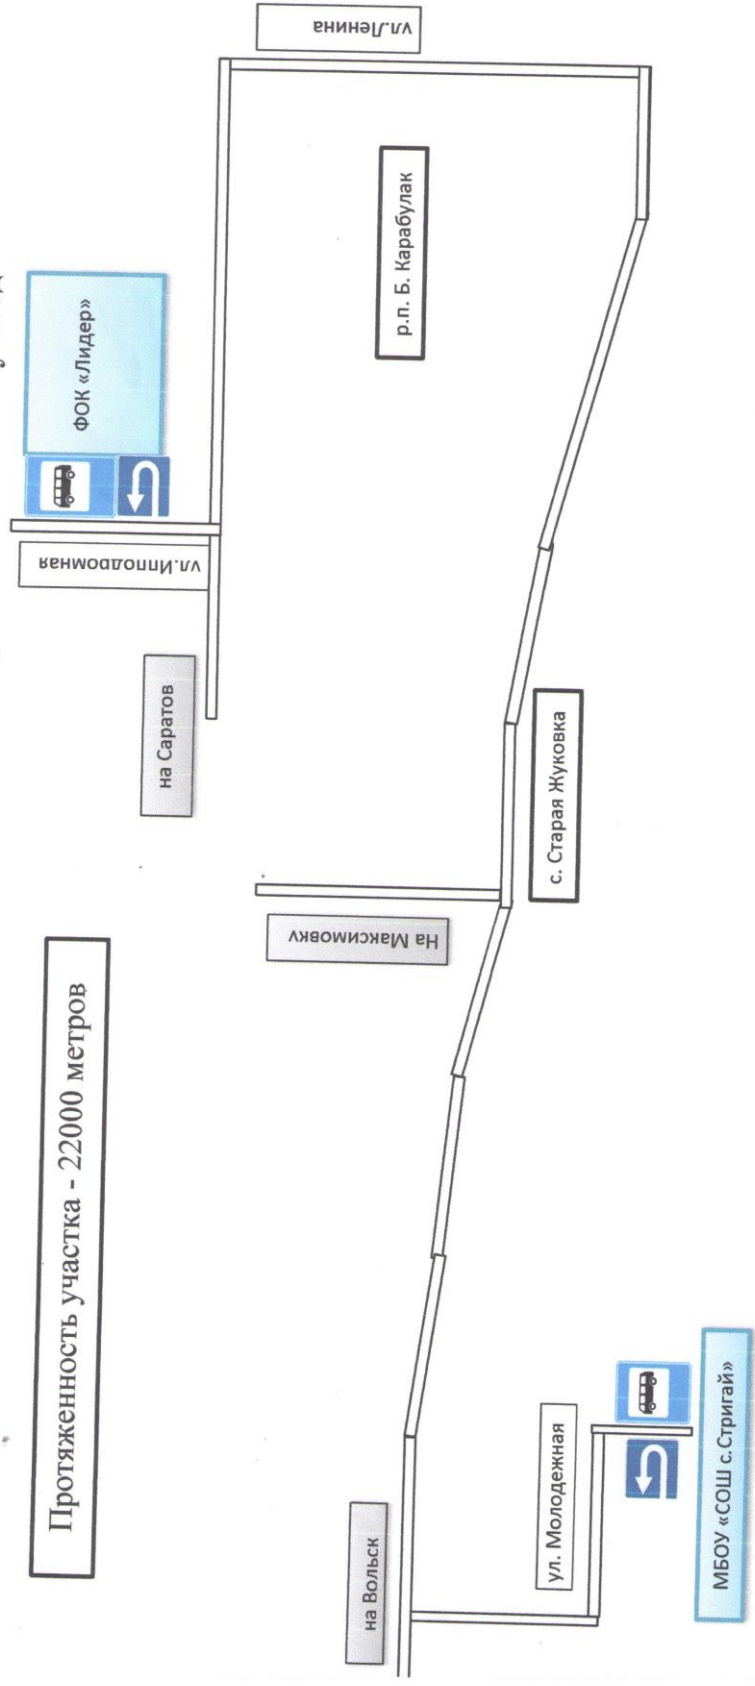 Протяженность участка - 22000 метров
на Саратов
ул.Ипподромная
ФОК «Лидер»
ул.Ленина
На Максимовку
р.п. Б. Карабулак
на Вольск
с. Старая Жуковка
ул. Молодежная
МБОУ «СОШ с.Стригай»